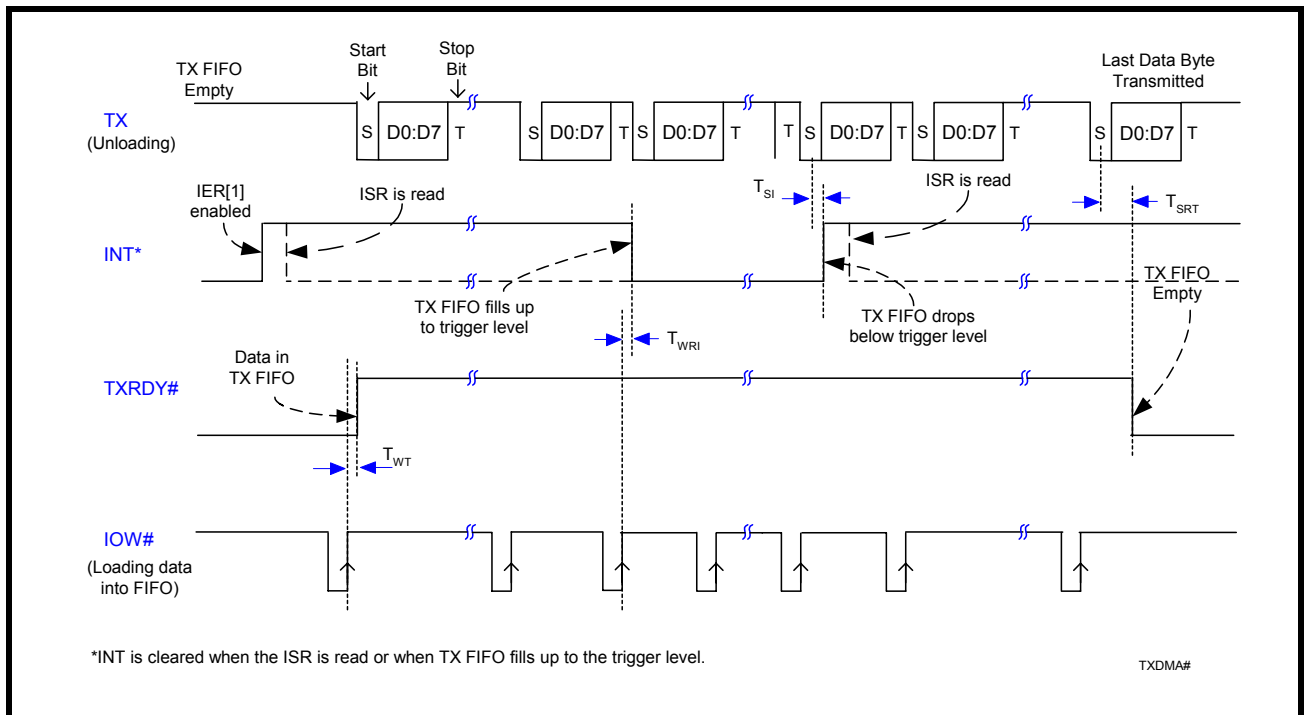 TX FIFO
Empty
Start
Bit
Stop
Bit
Last Data Byte
Transmitted
TX
(Unloading)
S D0:D7 T S D0:D7 T S D0:D7 T T S D0:D7 T S D0:D7 T S D0:D7 T
IER[1]
enabled
ISR is read
TSI
ISR is read
TSRT
INT*
TX FIFO fills up
to trigger level
TX FIFO drops
below trigger level
TX FIFO
Empty
TWRI
Data in
TX FIFO
TXRDY#
TWT
IOW#
(Loading data
into FIFO)
*INT is cleared when the ISR is read or when TX FIFO fills up to the trigger level.
TXDMA#